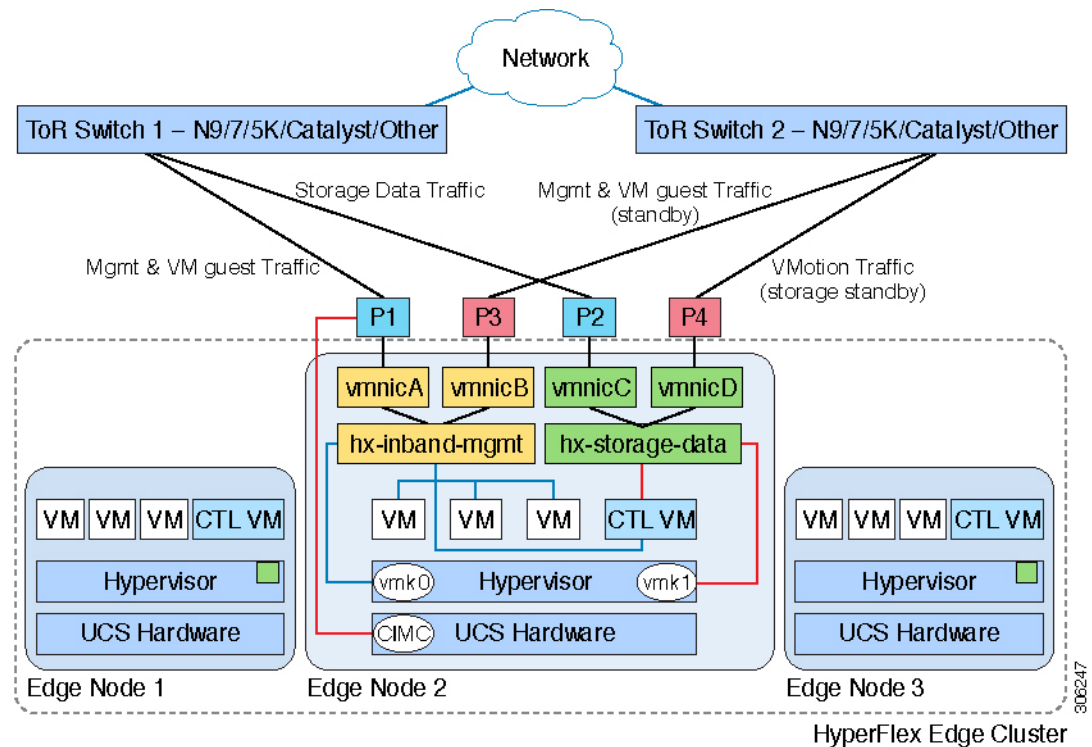 Network
ToR Switch 1 – N9/7/5K/Catalyst/Other
ToR Switch 2 – N9/7/5K/Catalyst/Other
Storage Data Traffic
Mgmt & VM guest Traffic
(standby)
Mgmt & VM guest Traffic
VMotion Traffic
(storage standby)
P1
P3
P2
P4
vmnicA
vmnicB
vmnicC
vmnicD
hx-inband-mgmt
hx-storage-data
VM
VM
VM
CTL VM
Hypervisor
UCS Hardware
Edge Node 1
VM
VM
VM
CTL VM
vmk0
Hypervisor
vmk1
CIMC
UCS Hardware
Edge Node 2
VM
VM
VM
CTL VM
Hypervisor
UCS Hardware
Edge Node 3
306247
HyperFlex Edge Cluster